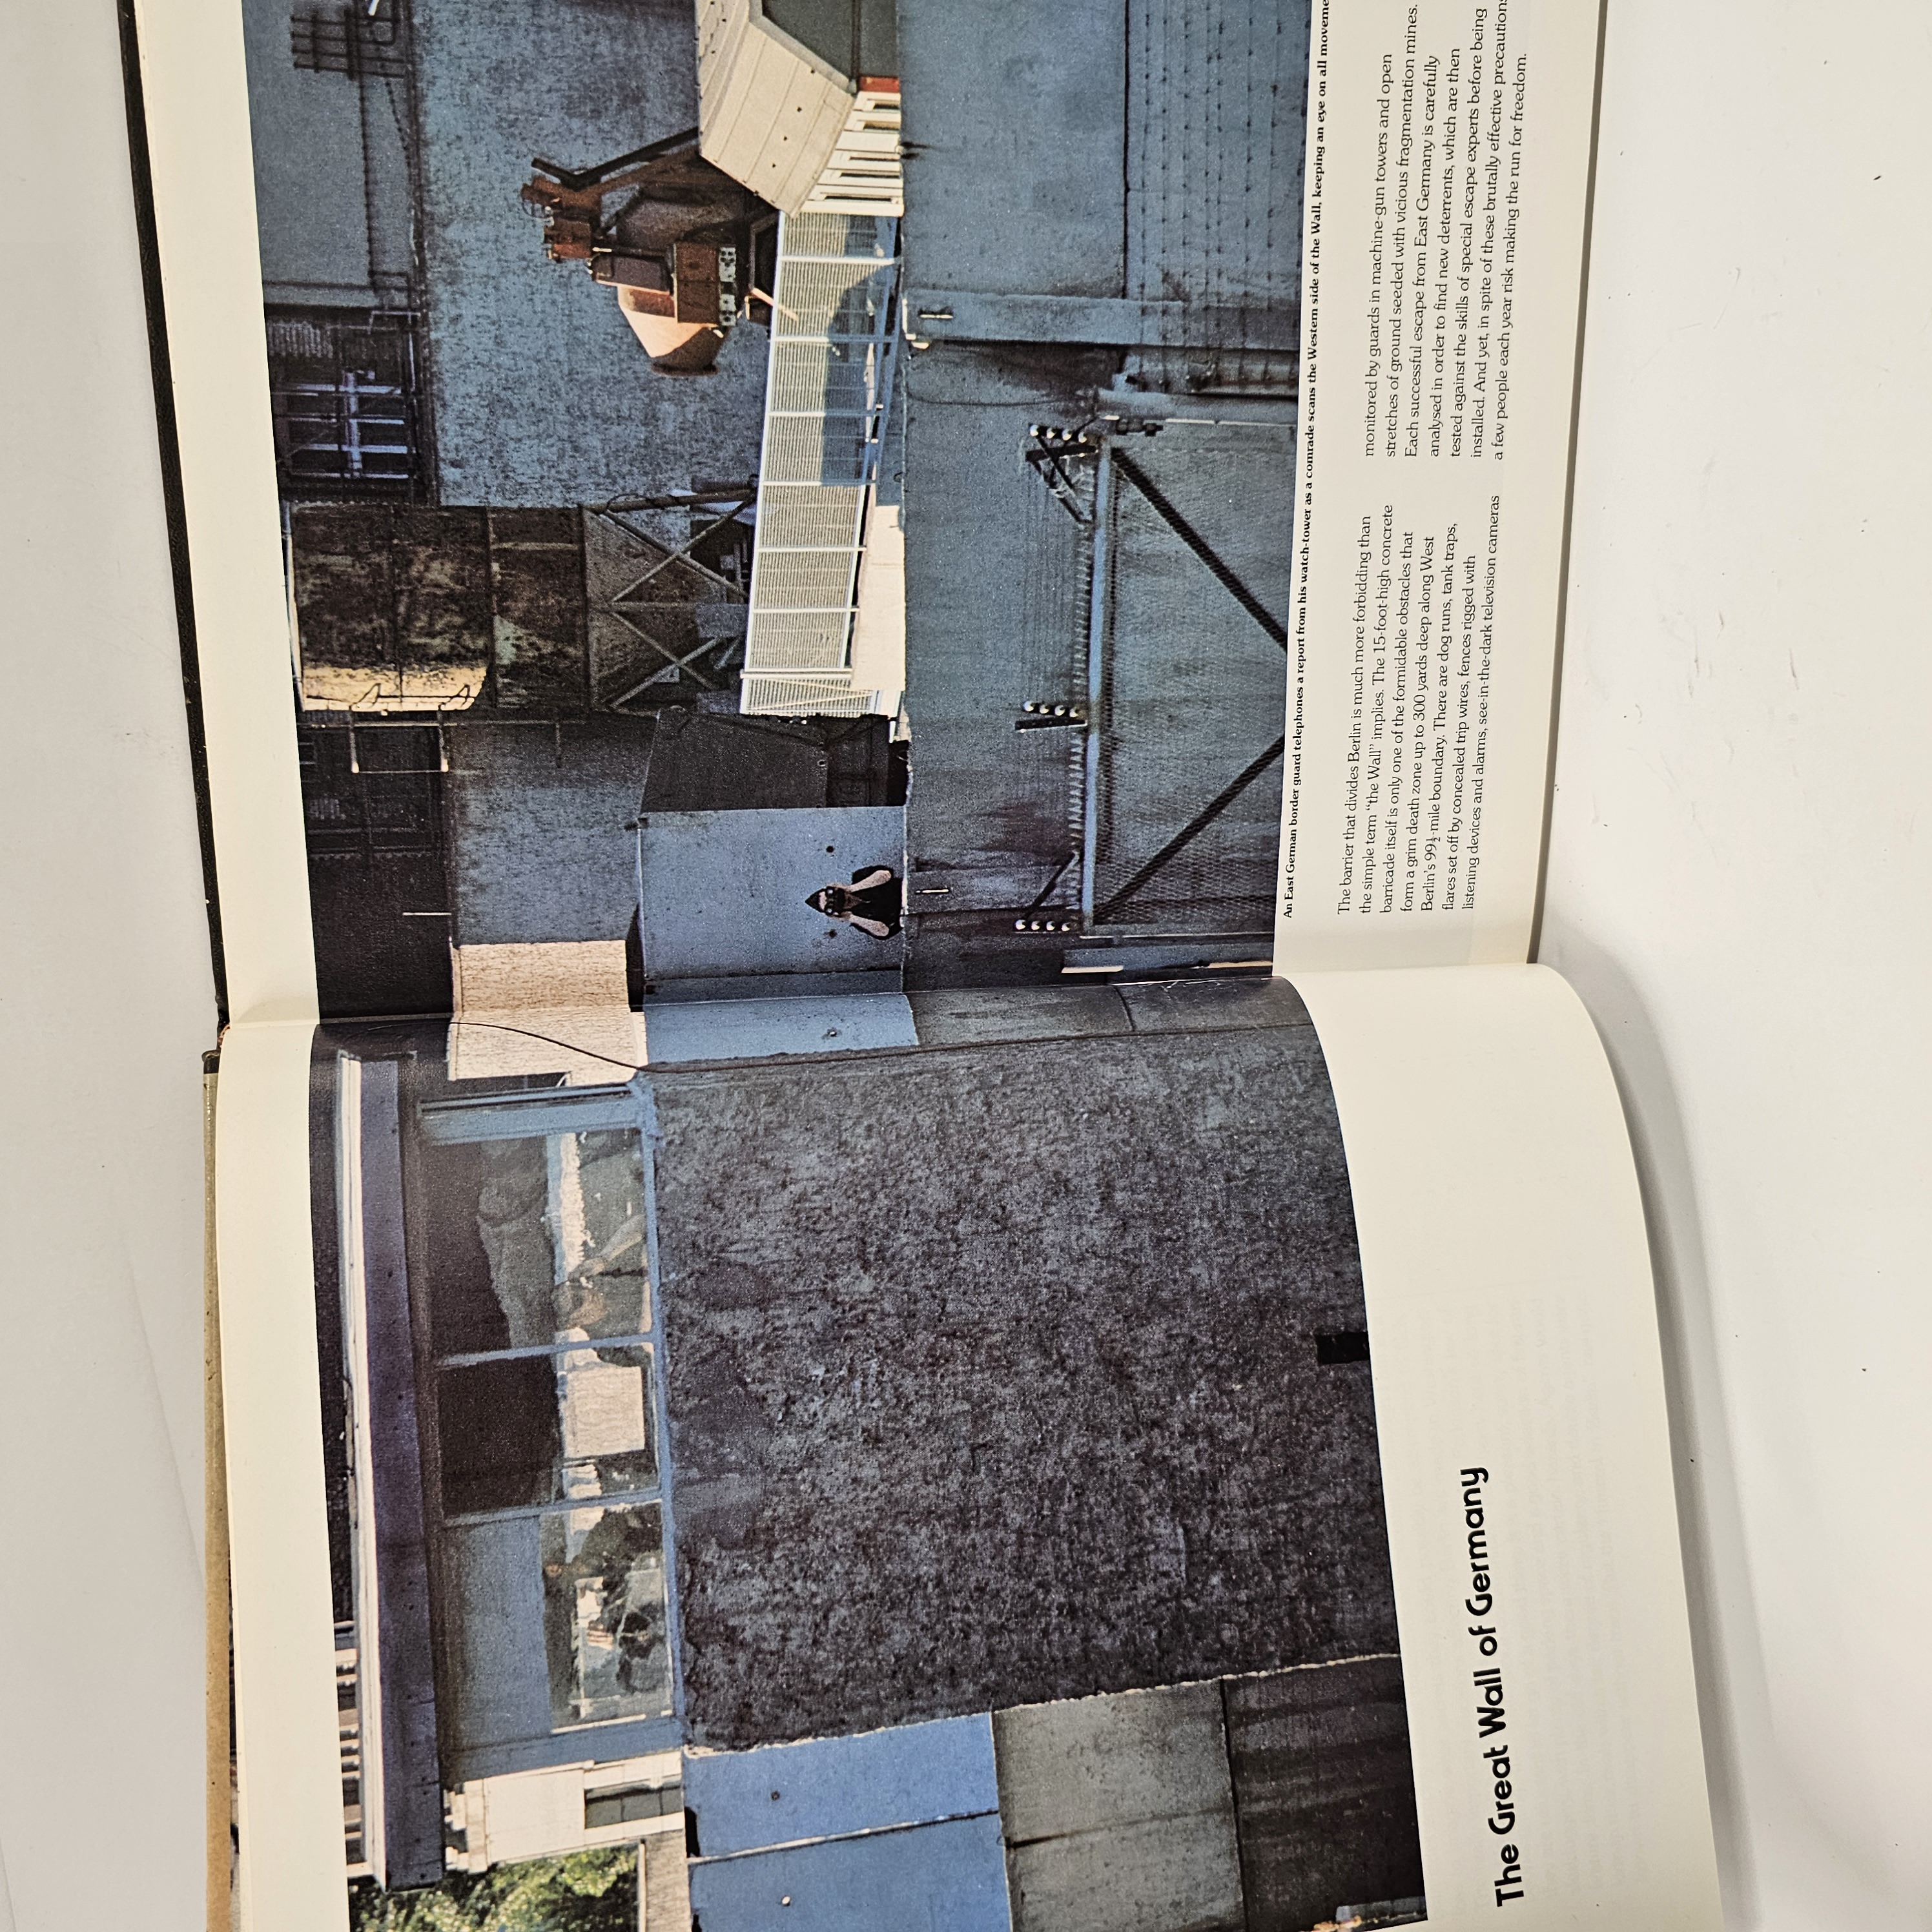 The Great Wall of Germany
An East German border guard telephones a report from his watch-tower as a comrade scans the Western side of the Wall, keeping an eye on all moveme
The barrier that divides Berlin is much more forbidding than
the simple term “the Wall” implies. The 15-foot-high concrete
barricade itself is only one of the formidable obstacles that
form a grim death zone up to 300 yards deep along West
Berlin's 99½-mile boundary. There are dog runs, tank traps,
flares set off by concealed trip wires, fences rigged with
listening devices and alarms, see-in-the-dark television cameras
monitored by guards in machine-gun towers and open
stretches of ground seeded with vicious fragmentation mines.
Each successful escape from East Germany is carefully
analysed in order to find new deterrents, which are then
tested against the skills of special escape experts before being
installed. And yet, in spite of these brutally effective precautions
a few people each year risk making the run for freedom.